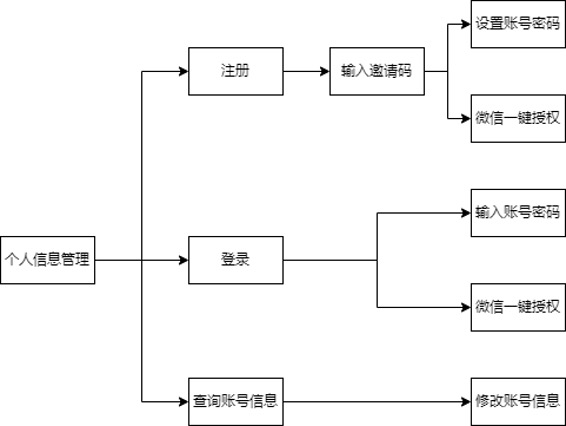 设置账号密码
注册
输入邀请码
微信一键授权
输入账号密码
个人信息管理
登录
微信一键授权
查询账号信息
修改账号信息